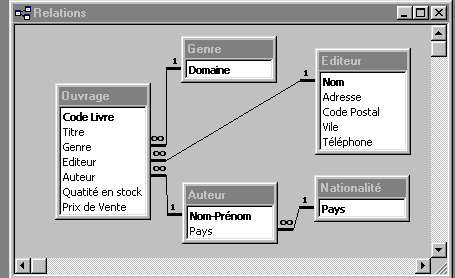 Relations
Genre
1
Domaine
Editeur
1
Nom
Adresse
Code Postal
Vile
Téléphone
Ouvrage
Code Livre
Titre
Genre
∞
Editeur
∞
Auteur
∞
Quatité en stock
Prix de Vente
Auteur
1
Nom-Prénom
Pays
∞
Nationalité
1
Pays